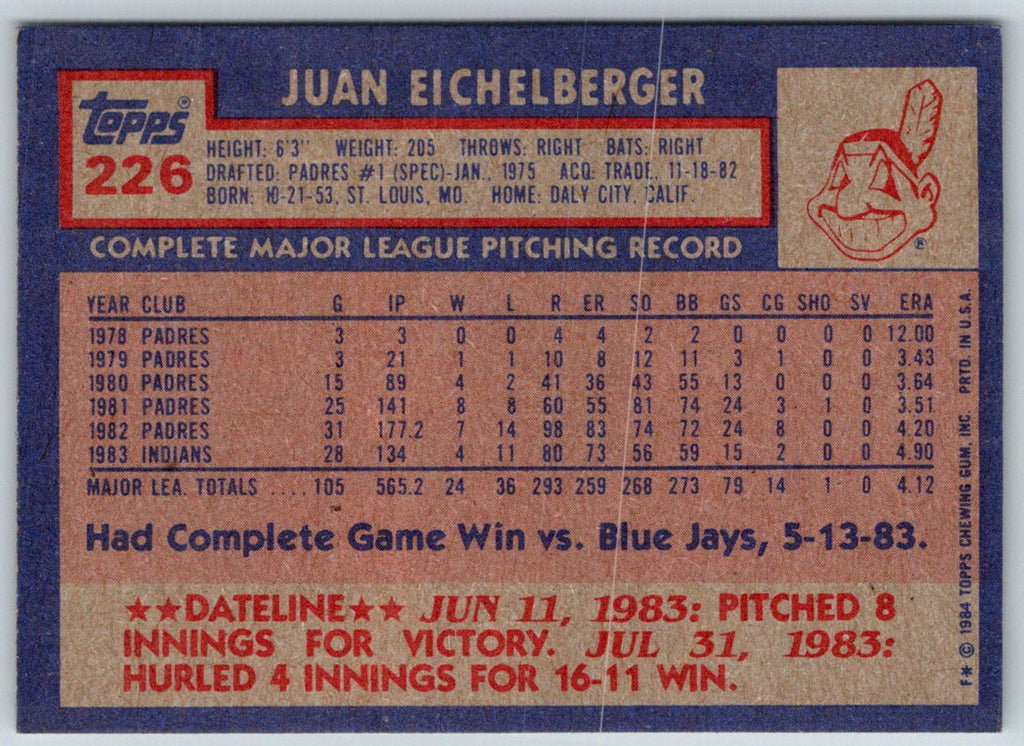 JUAN EICHELBERGER
Topps®
226
HEIGHT: 6'3" WEIGHT: 205 THROWS: RIGHT BATS: RIGHT
DRAFTED: PADRES #1 (SPEC)-JAN., 1975 ACQ: TRADE, 11-18-82
BORN: 10-21-53, ST. LOUIS, MO. HOME: DALY CITY, CALIF.
®
COMPLETE MAJOR LEAGUE PITCHING RECORD
YEAR CLUB G IP W L R ER SO BB GS CG SHO SV ERA
1978 PADRES 3 3 0 0 4 4 2 2 0 0 0 0 12.00
1979 PADRES 3 21 1 1 10 8 12 11 3 1 0 0 3.43
1980 PADRES 15 89 4 2 41 36 43 55 13 0 0 0 3.64
1981 PADRES 25 141 8 8 60 55 81 74 24 3 1 0 3.51
1982 PADRES 31 177.2 7 14 98 83 74 72 24 8 0 0 4.20
1983 INDIANS 28 134 4 11 80 73 56 59 15 2 0 0 4.90
MAJOR LEA. TOTALS .... 105 565.2 24 36 293 259 268 273 79 14 1 0 4.12
Had Complete Game Win vs. Blue Jays, 5-13-83.
★★DATELINE★★ JUN 11, 1983: PITCHED 8
INNINGS FOR VICTORY. JUL 31, 1983:
HURLED 4 INNINGS FOR 16-11 WIN.
F* © 1984 TOPPS CHEWING GUM, INC. PRTD. IN U.S.A.